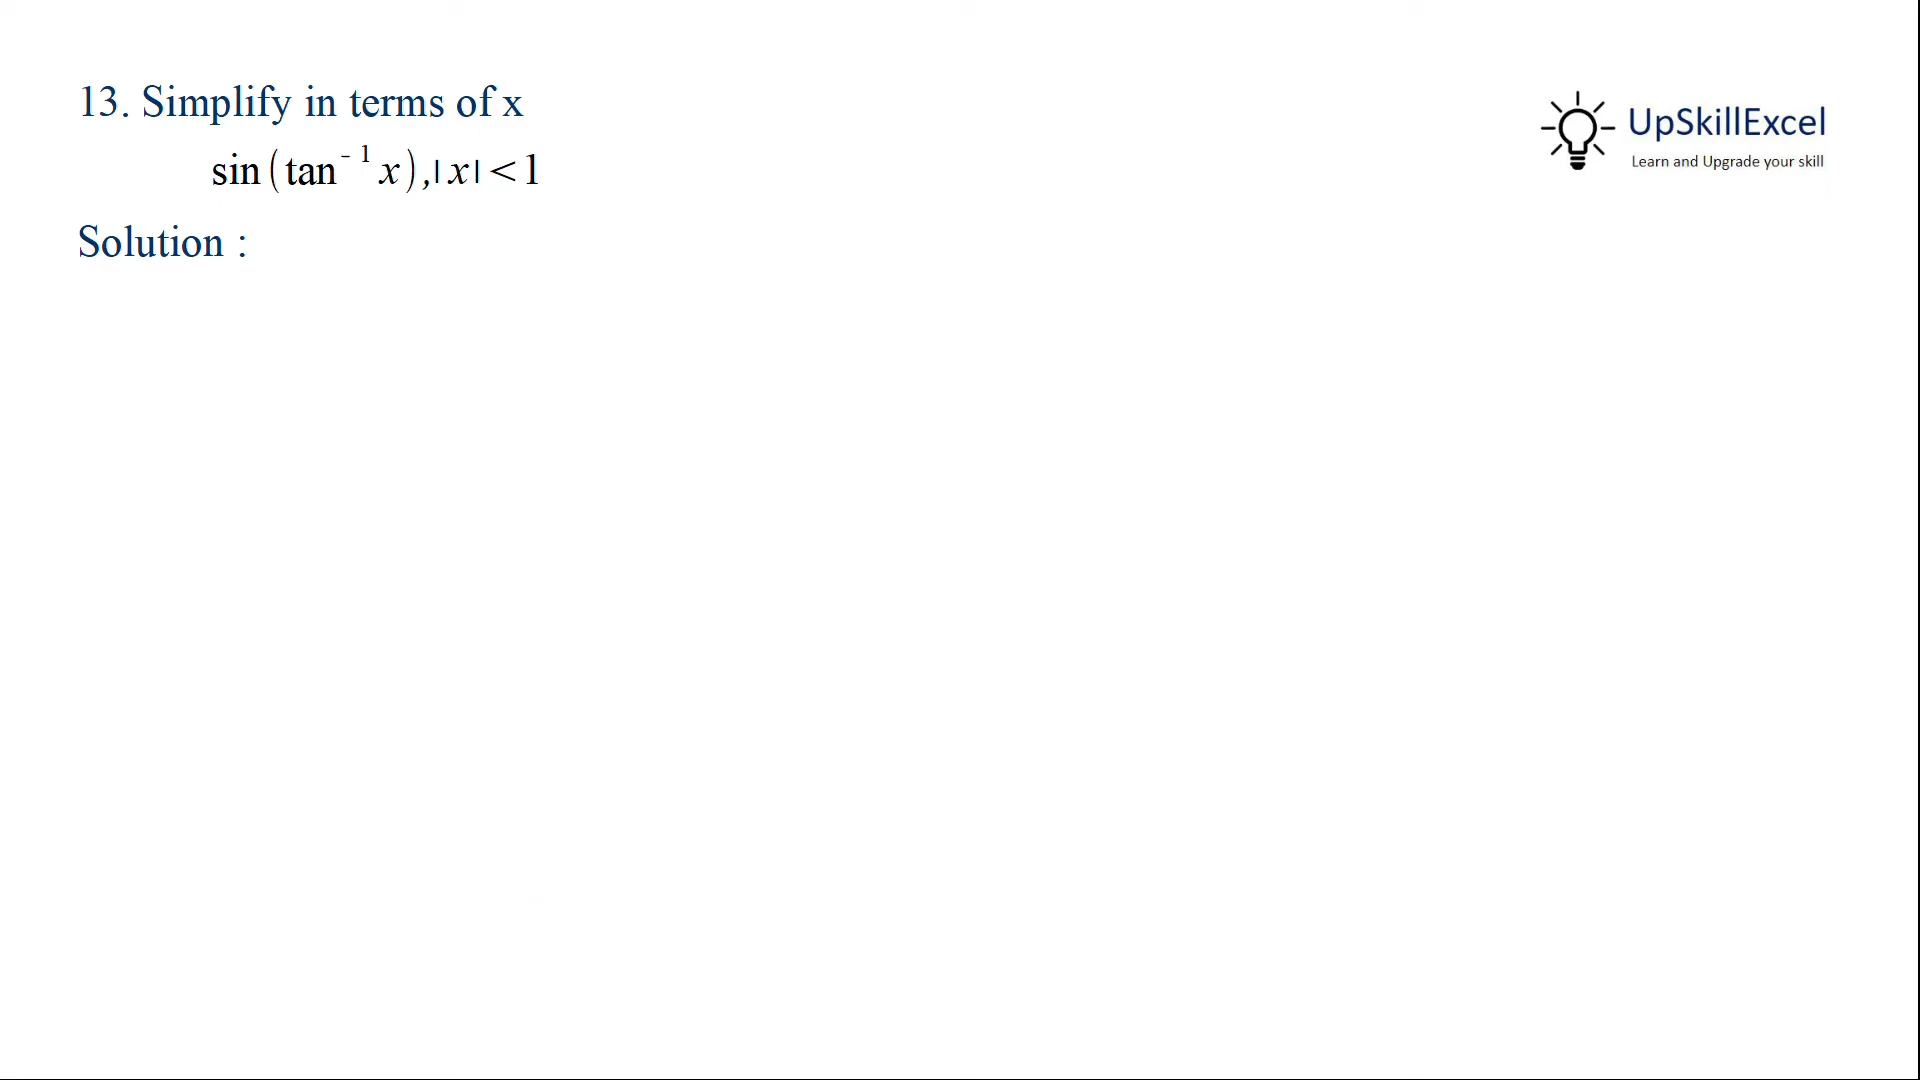 13. Simplify in terms of x
sin(tan⁻¹ x),|x|<1
Solution :
UpSkillExcel
Learn and Upgrade your skill